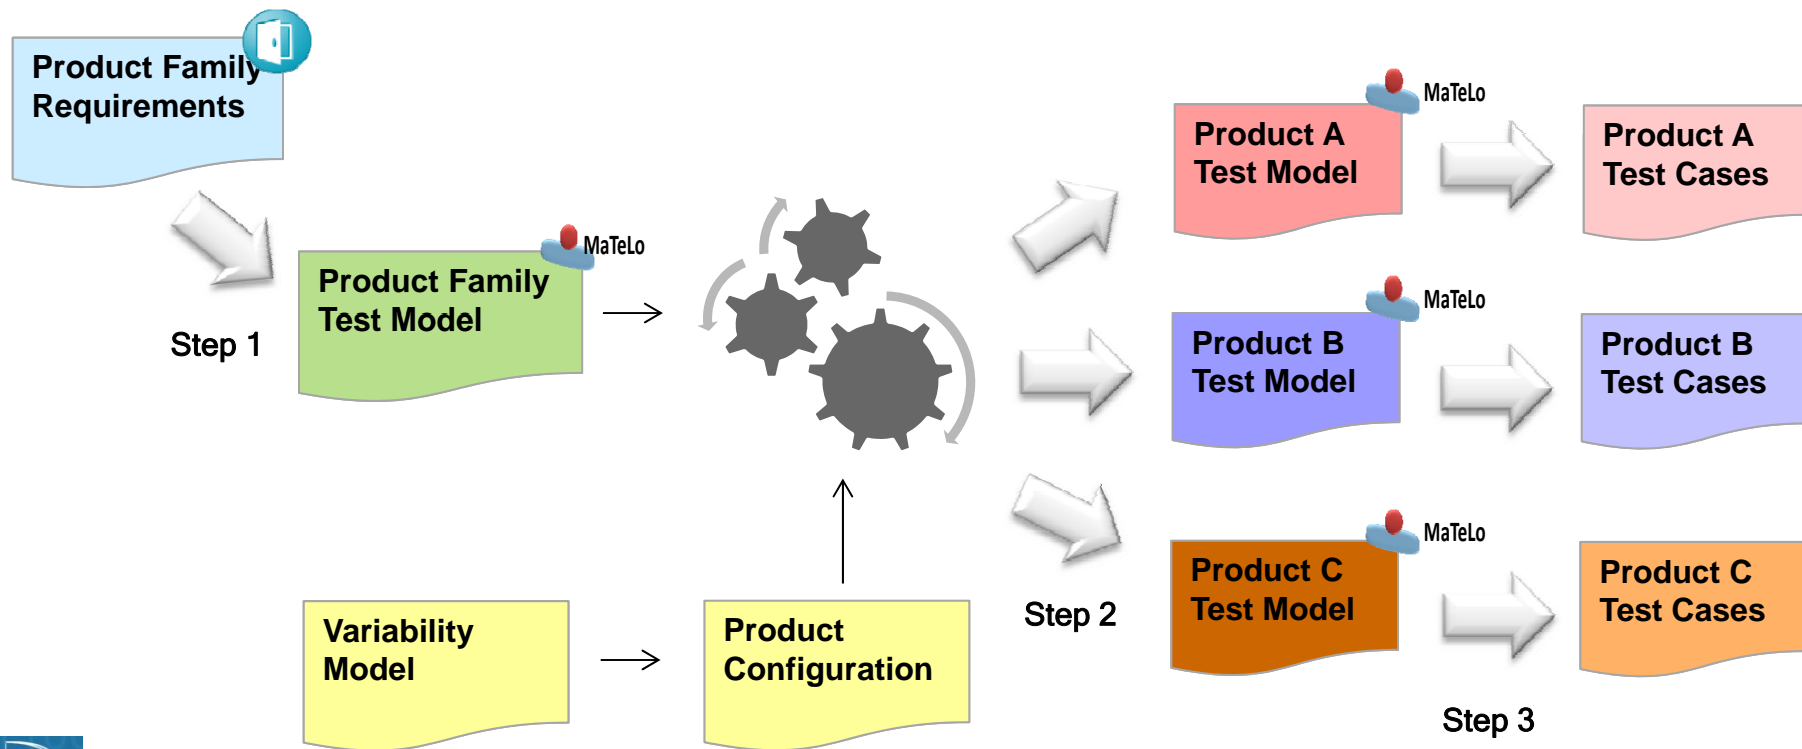 Product Family
Requirements
MaTeLo
Product A
Test Model
Product A
Test Cases
MaTeLo
Product Family
Test Model
Step 1
MaTeLo
Product B
Test Model
Product B
Test Cases
MaTeLo
Product C
Test Model
Product C
Test Cases
Variability
Model
Product
Configuration
Step 2
Step 3